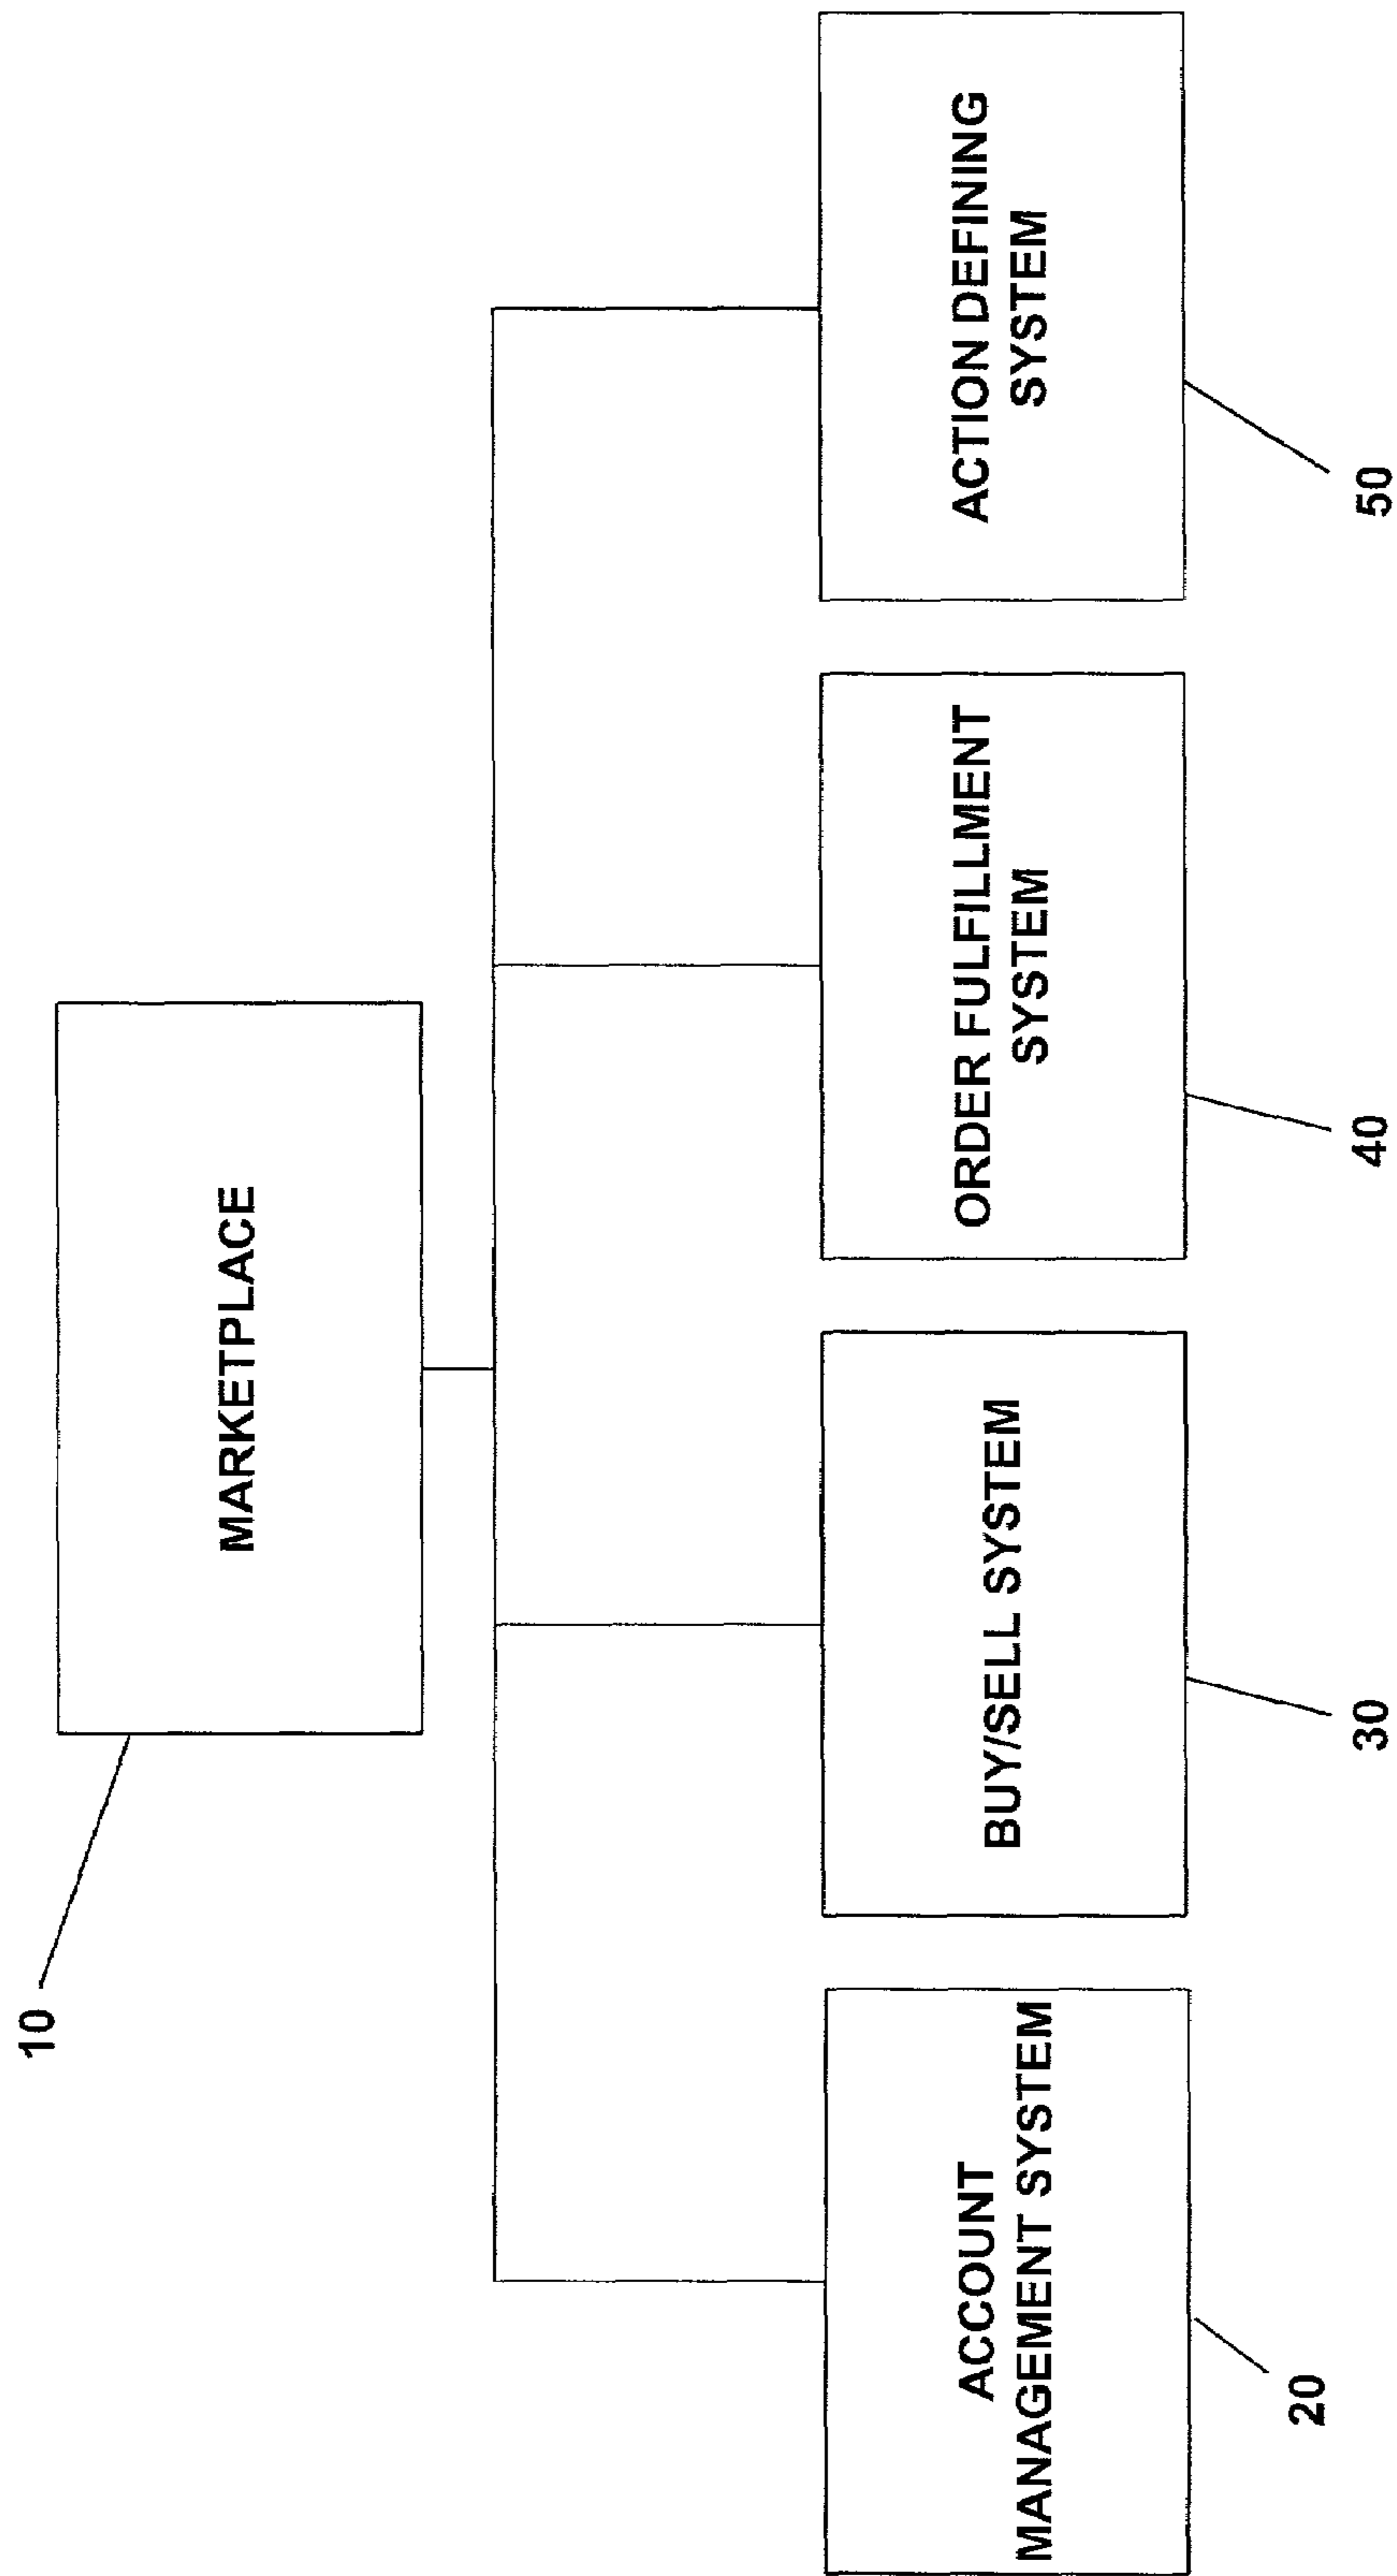 10
MARKETPLACE
ACCOUNT
MANAGEMENT SYSTEM
20
BUY/SELL SYSTEM
30
ORDER FULFILLMENT
SYSTEM
40
ACTION DEFINING
SYSTEM
50